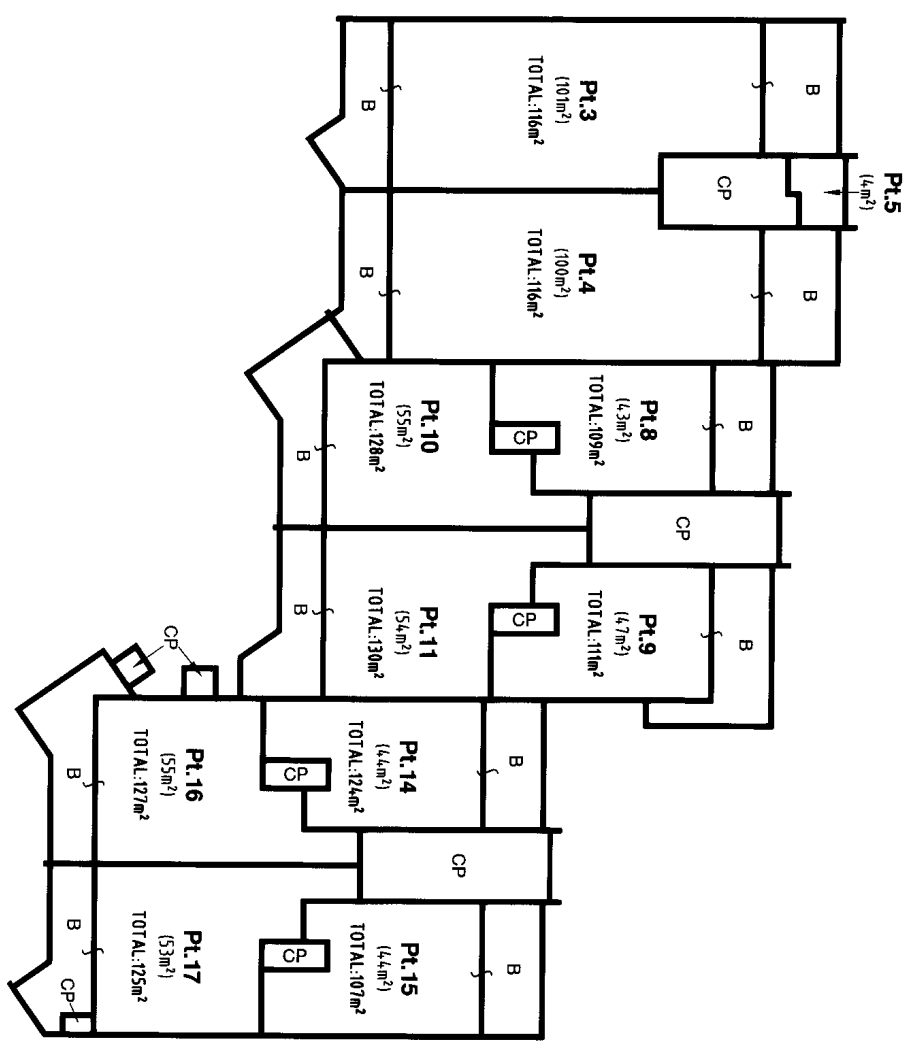 Pt.5
(4m²)
B
Pt.3
(101m²)
TOTAL:116m²
B
CP
B
Pt.4
(100m²)
TOTAL:116m²
B
B
Pt.8
(43m²)
TOTAL:109m²
Pt.10
(55m²)
TOTAL:128m²
B
CP
CP
B
Pt.9
(47m²)
TOTAL:111m²
CP
Pt.11
(54m²)
TOTAL:130m²
B
CP
B
Pt.14
(44m²)
TOTAL:124m²
CP
Pt.16
(55m²)
TOTAL:127m²
B
CP
B
Pt.15
(44m²)
TOTAL:107m²
CP
Pt.17
(53m²)
TOTAL:125m²
B
CP